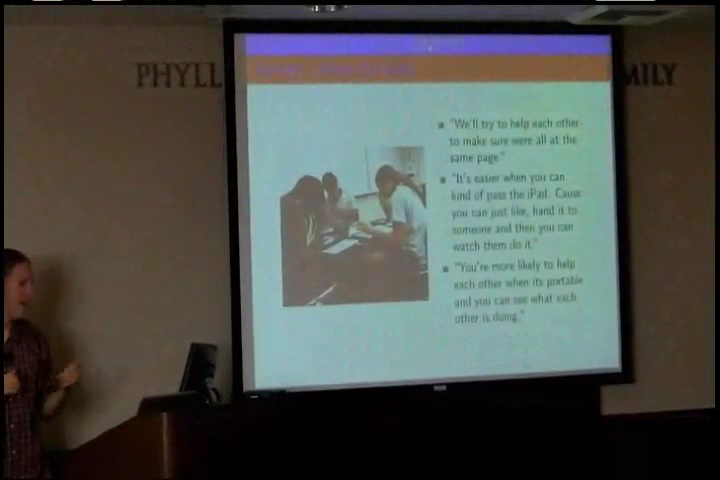 PHYLL
MILY
"We'll try to help each other
to make sure were all at the
same page."
"It's easier when you can
kind of pass the iPad. Cause
you can just like, hand it to
someone and then you can
watch them do it."
"You're more likely to help
each other when its portable
and you can see what each
other is doing."